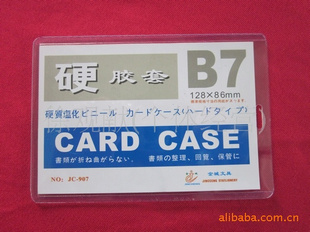 硬 胶套
B7
128×86mm
硬質塩化ビニール カードケース(ハードタイプ)
CARD CASE
書類が折ね曲がらない、 書類の整理、回覧、保管に
NO: JC-907
alibaba.com.cn